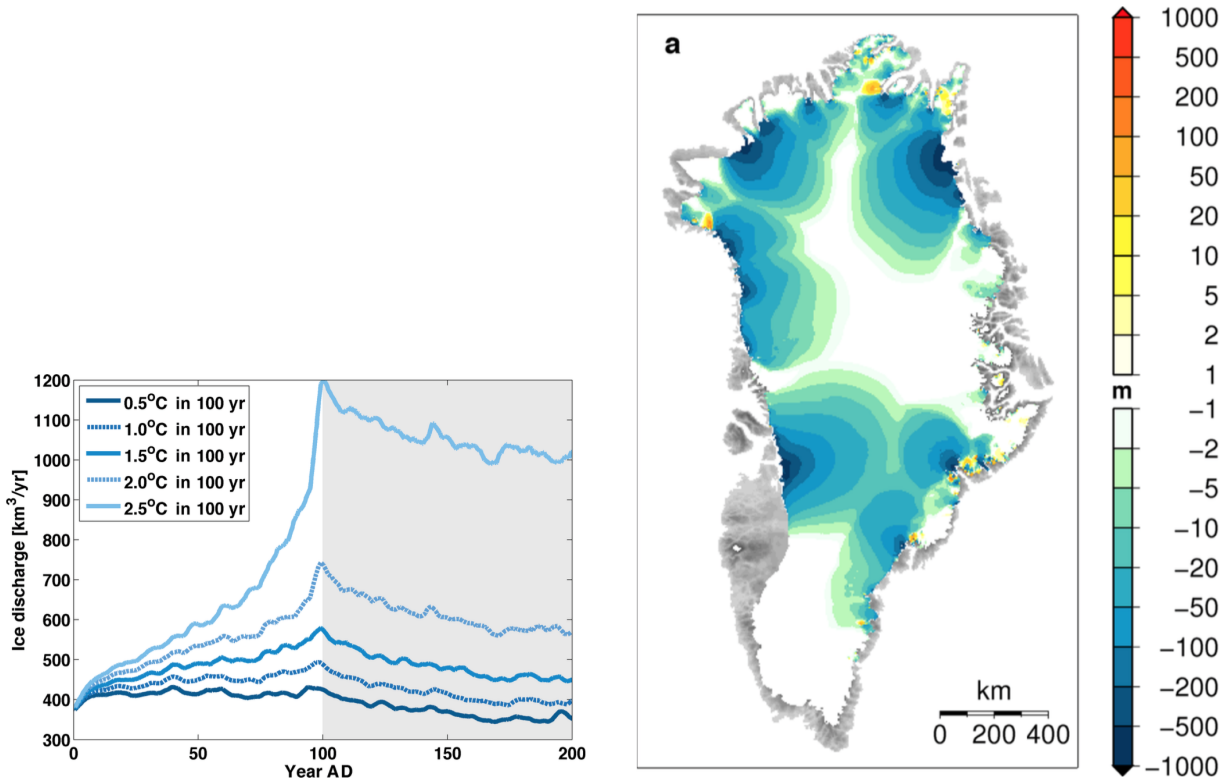 1200
1100
1000
900
800
700
600
500
400
300
Ice discharge [km³/yr]
0.5°C in 100 yr
1.0°C in 100 yr
1.5°C in 100 yr
2.0°C in 100 yr
2.5°C in 100 yr
0 50 100 150 200
Year AD
a
km
0 200 400
1000
500
200
100
50
20
10
5
2
1
m
−1
−2
−5
−10
−20
−50
−100
−200
−500
−1000